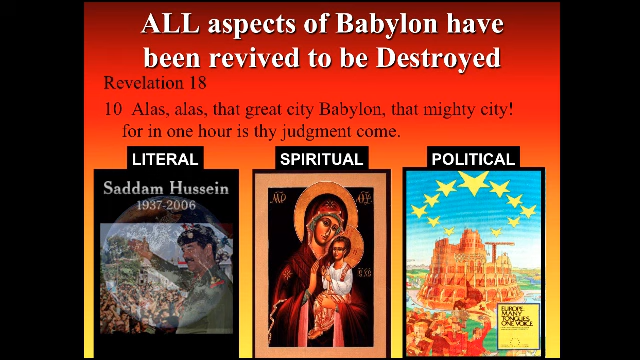 ALL aspects of Babylon have
been revived to be Destroyed
Revelation 18
10 Alas, alas, that great city Babylon, that mighty city!
for in one hour is thy judgment come.
LITERAL
SPIRITUAL
POLITICAL
Saddam Hussein
1937-2006
EUROPE
MANY
TONGUES
ONE VOICE